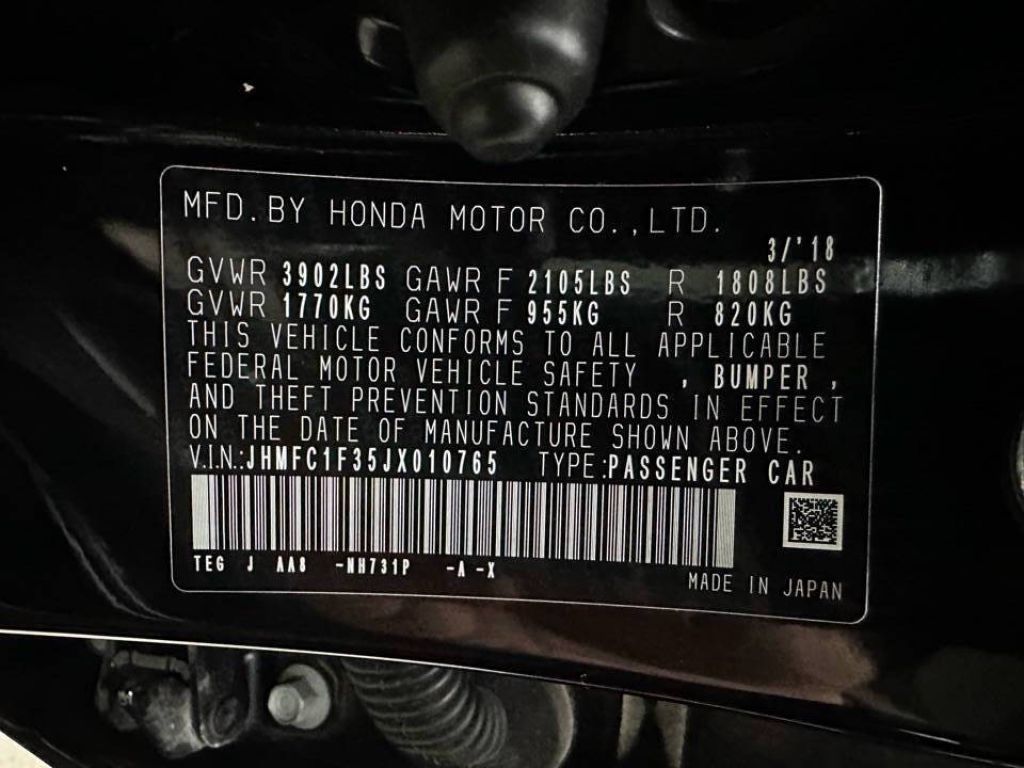 MFD.BY HONDA MOTOR CO.,LTD.
3/'18
GVWR 3902LBS GAWR F 2105LBS R 1808LBS
GVWR 1770KG GAWR F 955KG R 820KG
THIS VEHICLE CONFORMS TO ALL APPLICABLE
FEDERAL MOTOR VEHICLE SAFETY , BUMPER ,
AND THEFT PREVENTION STANDARDS IN EFFECT
ON THE DATE OF MANUFACTURE SHOWN ABOVE.
V.I.N.:JHMFC1F35JX010765 TYPE:PASSENGER CAR
TEG J AA8 -NH731P -A -X
MADE IN JAPAN